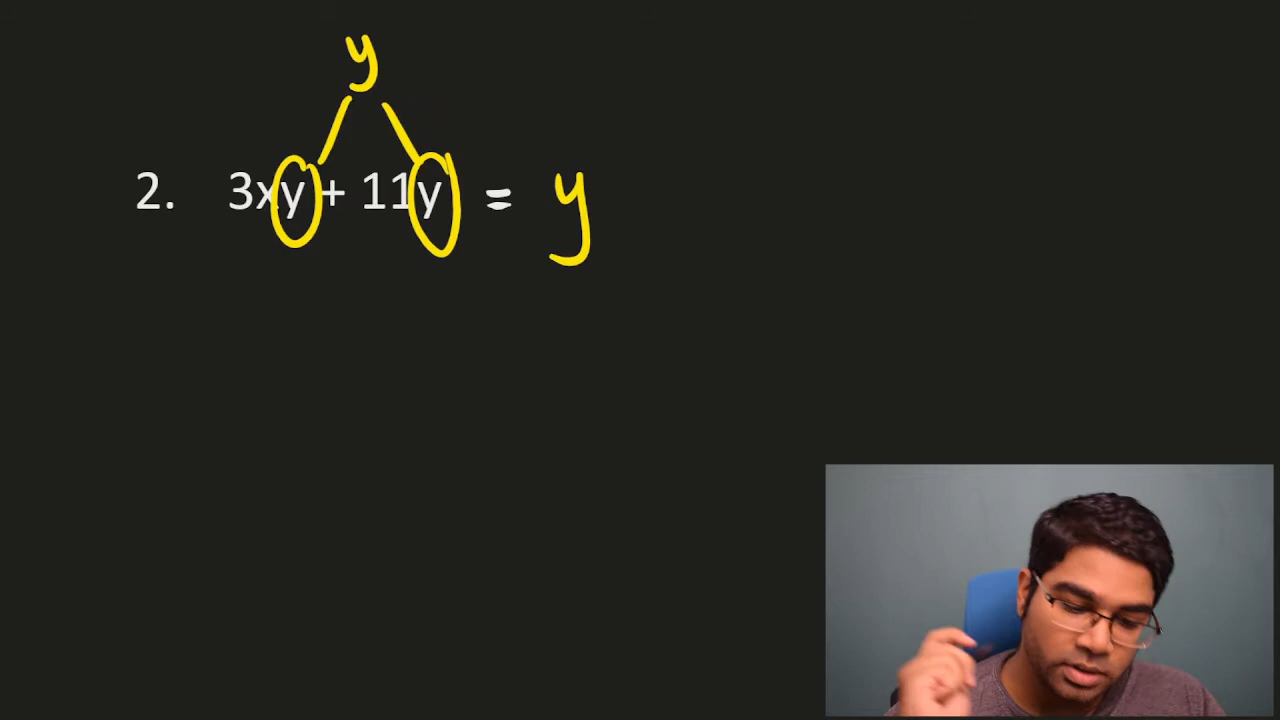 y
2. 3xy + 11y = y